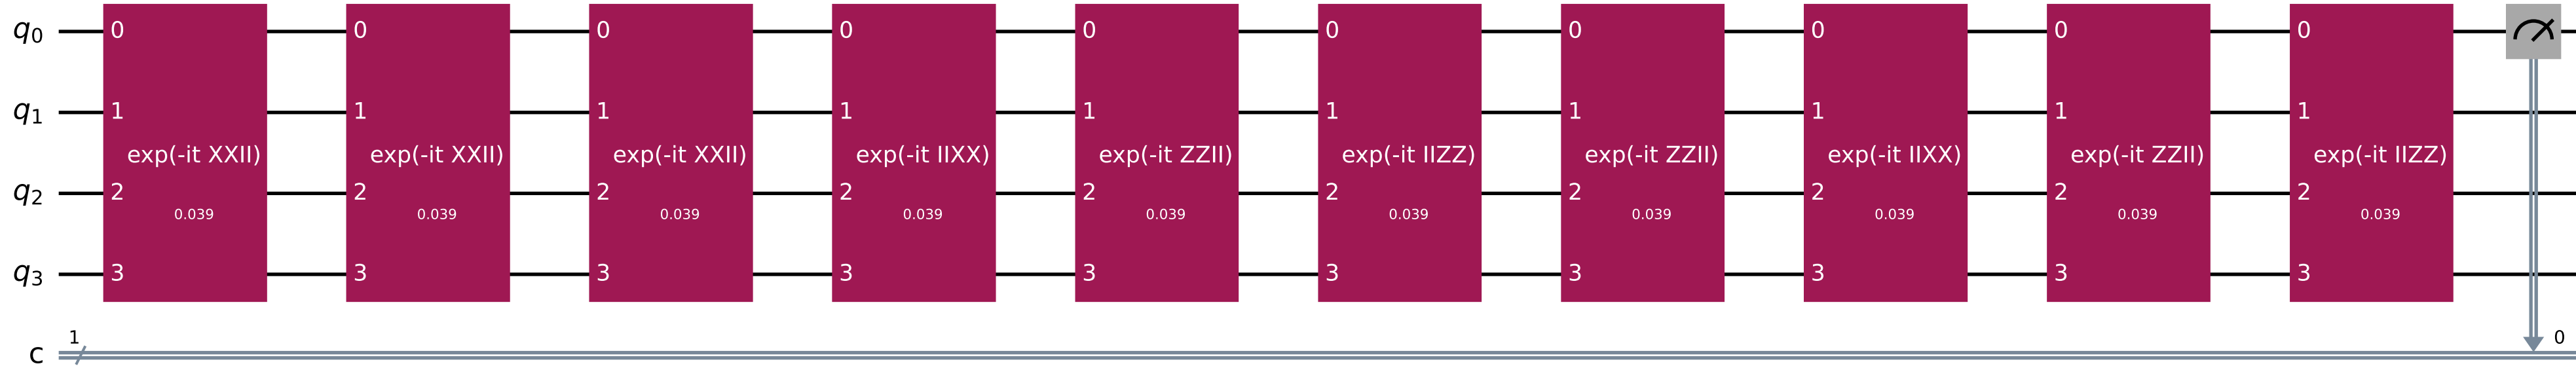 q0 0 0 0 0 0 0 0 0 0 0
q1 1 1 1 1 1 1 1 1 1 1
exp(-it XXII) exp(-it XXII) exp(-it XXII) exp(-it IIXX) exp(-it ZZII) exp(-it IIZZ) exp(-it ZZII) exp(-it IIXX) exp(-it ZZII) exp(-it IIZZ)
q2 2 2 2 2 2 2 2 2 2 2
0.039 0.039 0.039 0.039 0.039 0.039 0.039 0.039 0.039 0.039
q3 3 3 3 3 3 3 3 3 3 3
1 0
c